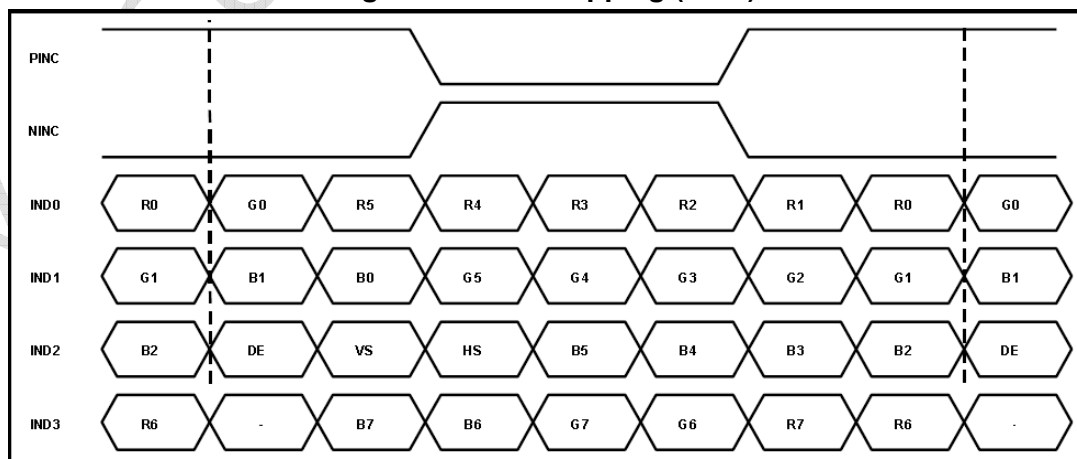 PINC
NINC
IND0 R0 G0 R5 R4 R3 R2 R1 R0 G0
IND1 G1 B1 B0 G5 G4 G3 G2 G1 B1
IND2 B2 DE VS HS B5 B4 B3 B2 DE
IND3 R6 - B7 B6 G7 G6 R7 R6 -